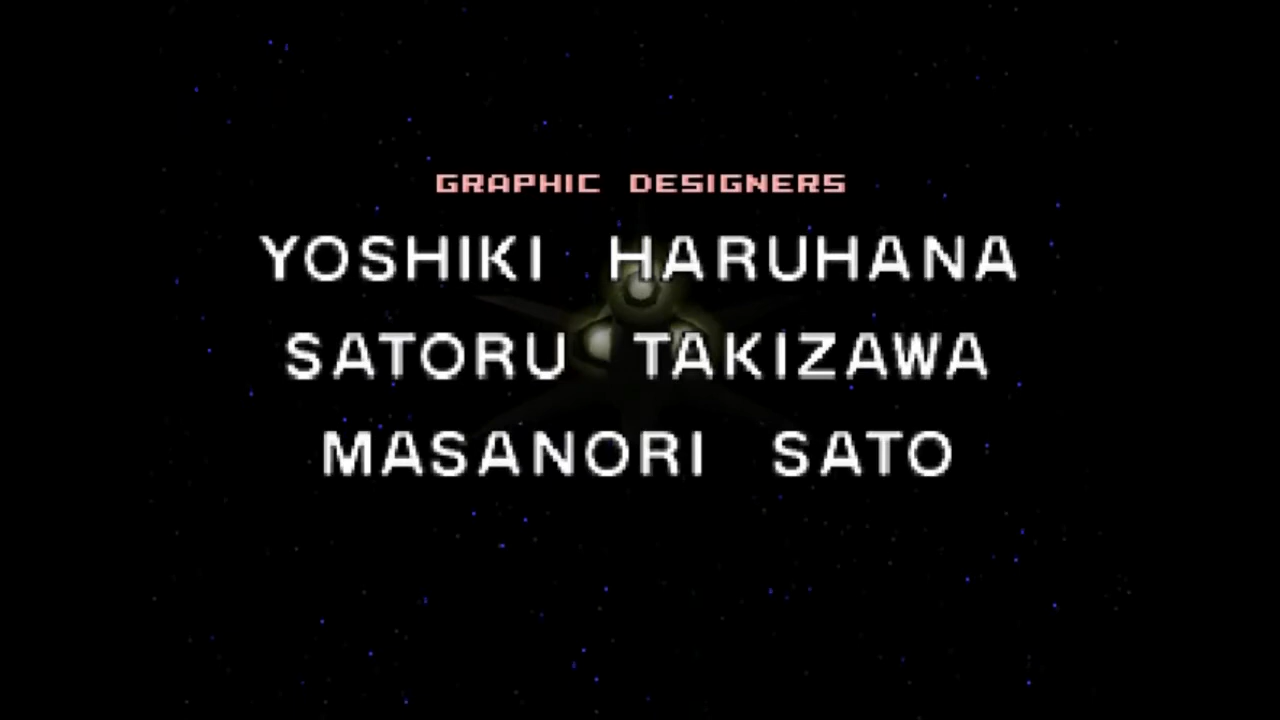 GRAPHIC DESIGNERS
YOSHIKI HARUHANA
SATORU TAKIZAWA
MASANORI SATO